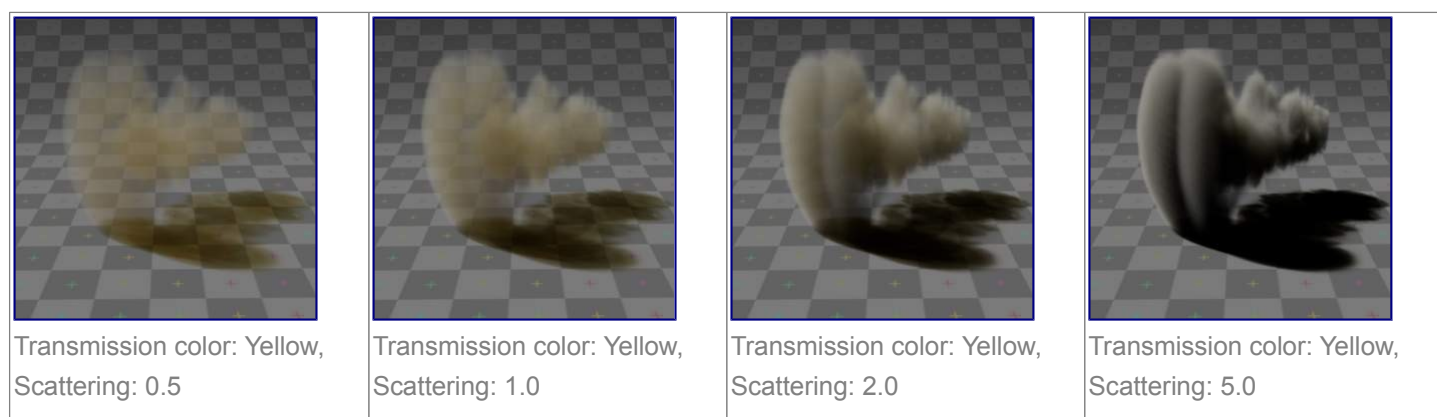 Transmission color: Yellow,
Scattering: 0.5
Transmission color: Yellow,
Scattering: 1.0
Transmission color: Yellow,
Scattering: 2.0
Transmission color: Yellow,
Scattering: 5.0